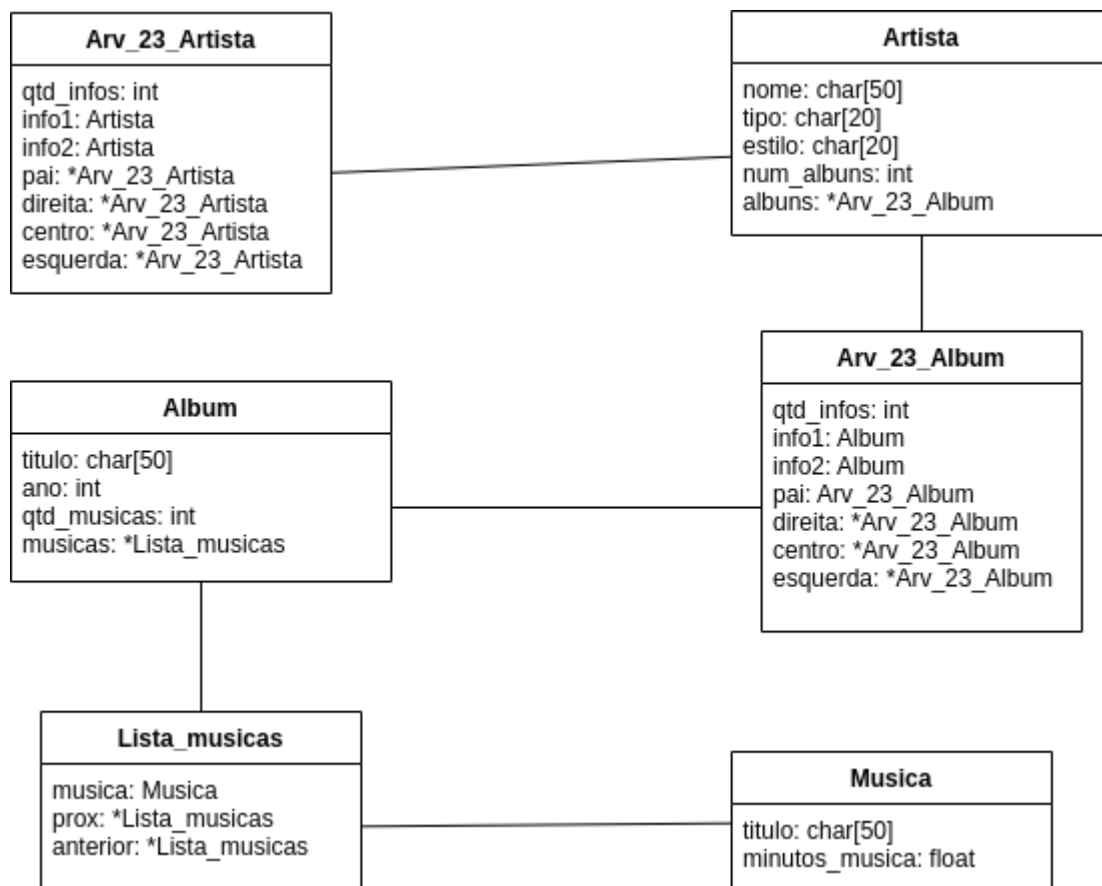 Arv_23_Artista
qtd_infos: int
info1: Artista
info2: Artista
pai: *Arv_23_Artista
direita: *Arv_23_Artista
centro: *Arv_23_Artista
esquerda: *Arv_23_Artista
Artista
nome: char[50]
tipo: char[20]
estilo: char[20]
num_albuns: int
albuns: *Arv_23_Album
Album
titulo: char[50]
ano: int
qtd_musicas: int
musicas: *Lista_musicas
Arv_23_Album
qtd_infos: int
info1: Album
info2: Album
pai: Arv_23_Album
direita: *Arv_23_Album
centro: *Arv_23_Album
esquerda: *Arv_23_Album
Lista_musicas
musica: Musica
prox: *Lista_musicas
anterior: *Lista_musicas
Musica
titulo: char[50]
minutos_musica: float